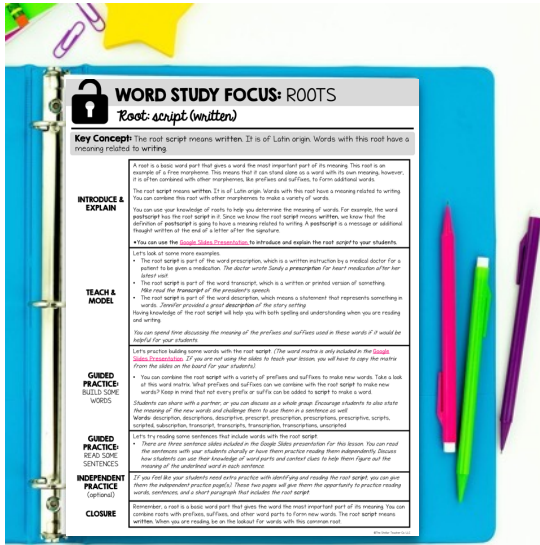 WORD STUDY FOCUS: ROOTS
Root: script (written)
Key Concept: The root script means written. It is of Latin origin. Words with this root have a
meaning related to writing.
INTRODUCE &
EXPLAIN
A root is a basic word part that gives a word the most important part of its meaning. This root is an
example of a free morpheme. This means that it can stand alone as a word with its own meaning, however,
it is often combined with other morphemes, like prefixes and suffixes, to form additional words.
The root script means written. It is of Latin origin. Words with this root have a meaning related to writing.
You can combine this root with other morphemes to make a variety of words.
You can use your knowledge of roots to help you determine the meaning of words. For example, the word
postscript has the root script in it. Since we know the root script means written, we know that the
definition of postscript is going to have a meaning related to writing. A postscript is a message or additional
thought written at the end of a letter after the signature.
•You can use the Google Slides Presentation to introduce and explain the root script to your students.
TEACH &
MODEL
Let's look at some more examples.
• The root script is part of the word prescription, which is a written instruction by a medical doctor for a
patient to be given a medication. The doctor wrote Sandy a prescription for heart medication after her
latest visit.
• The root script is part of the word transcript, which is a written or printed version of something.
Mike read the transcript of the president's speech.
• The root script is part of the word description, which means a statement that represents something in
words. Jennifer provided a great description of the story setting.
Having knowledge of the root script will help you with both spelling and understanding when you are reading
and writing.
You can spend time discussing the meaning of the prefixes and suffixes used in these words if it would be
helpful for your students.
GUIDED
PRACTICE:
BUILD SOME
WORDS
Let's practice building some words with the root script. (The word matrix is only included in the Google
Slides Presentation. If you are not using the slides to teach your lesson, you will have to copy the matrix
from the slides on the board for your students).
• You can combine the root script with a variety of prefixes and suffixes to make new words. Take a look
at this word matrix. What prefixes and suffixes can we combine with the root script to make new
words? Keep in mind that not every prefix or suffix can be added to script to make a word.
Students can share with a partner, or you can discuss as a whole group. Encourage students to also state
the meaning of the new words and challenge them to use them in a sentence as well.
Words: description, descriptions, descriptive, prescript, prescription, prescriptions, prescriptive, scripts,
scripted, subscription, transcript, transcripts, transcription, transcriptions, unscripted
GUIDED
PRACTICE:
READ SOME
SENTENCES
Let's try reading some sentences that include words with the root script.
• There are three sentence slides included in the Google Slides presentation for this lesson. You can read
the sentences with your students chorally or have them practice reading them independently. Discuss
how students can use their knowledge of word parts and context clues to help them figure out the
meaning of the underlined word in each sentence.
INDEPENDENT
PRACTICE
(optional)
If you feel like your students need extra practice with identifying and reading the root script, you can give
them the independent practice page(s). These two pages will give them the opportunity to practice reading
words, sentences, and a short paragraph that includes the root script.
CLOSURE
Remember, a root is a basic word part that gives the word the most important part of its meaning. You can
combine roots with prefixes, suffixes, and other word parts to form new words. The root script means
written. When you are reading, be on the lookout for words with this common root.